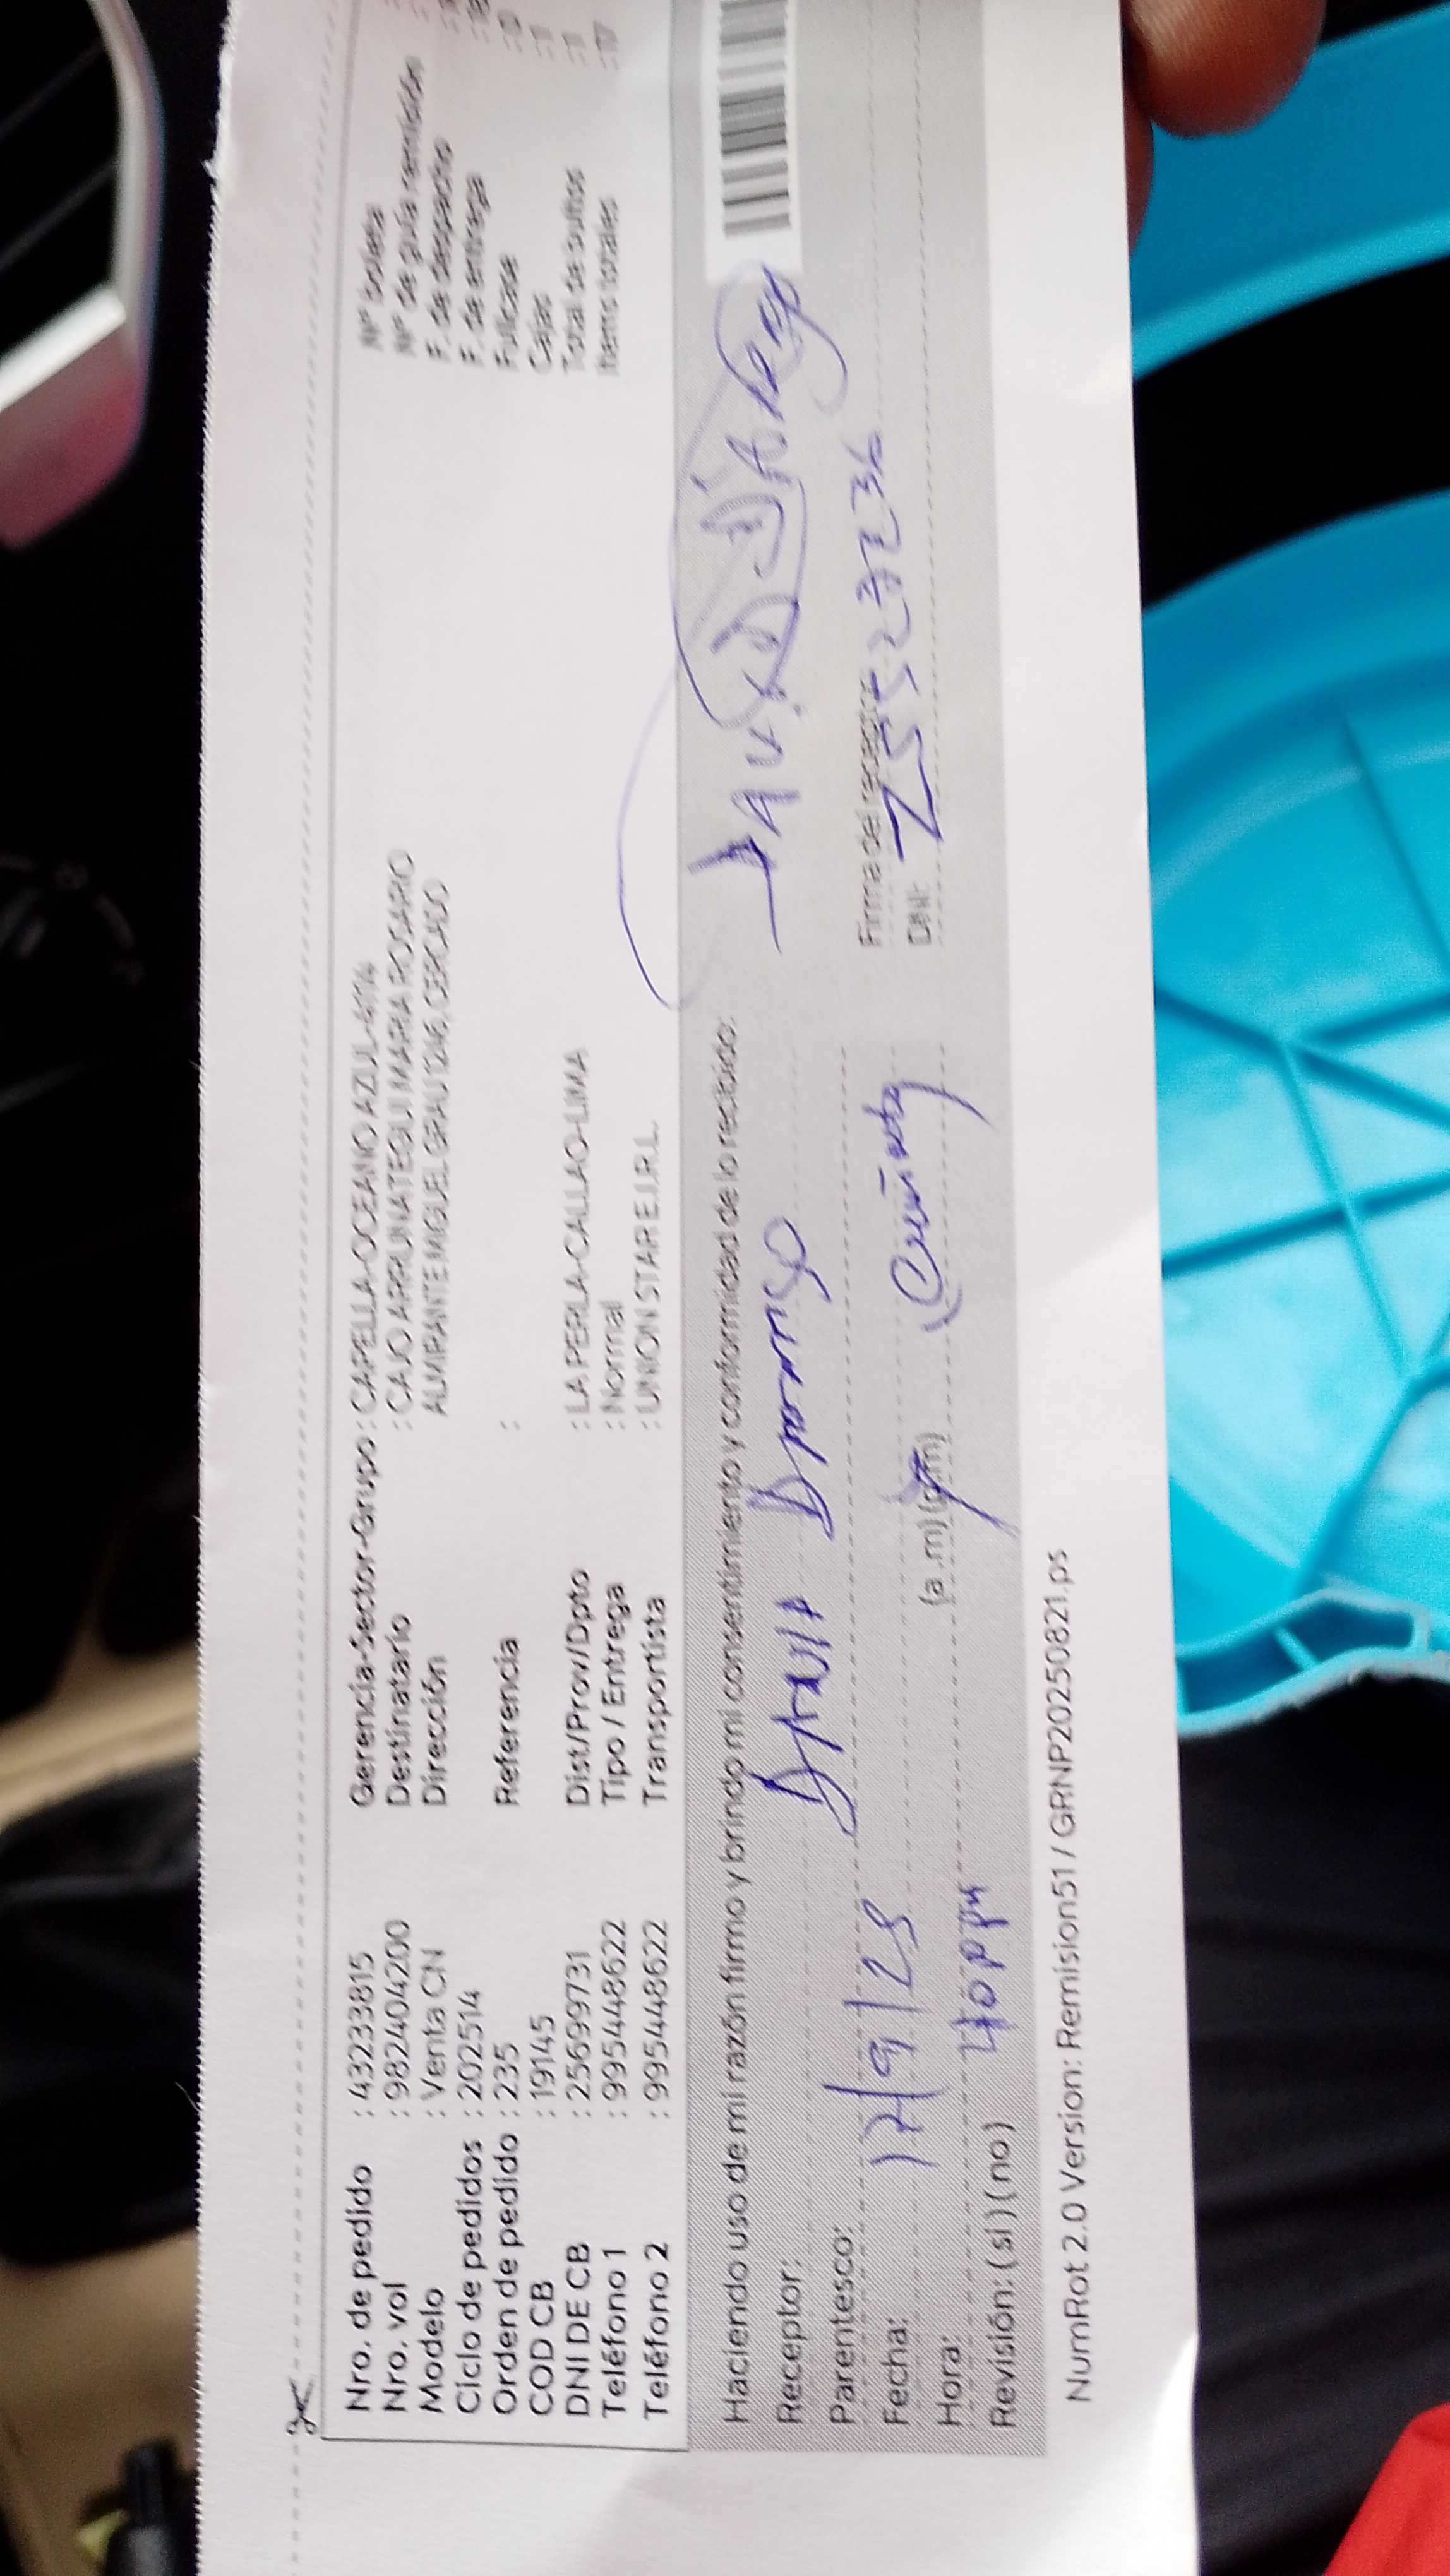 Nro. de pedido : 43233815
Nro. vol : 982404200
Modelo : Venta CN
Ciclo de pedidos : 202514
Orden de pedido : 235
COD CB : 19145
DNI DE CB : 25699731
Teléfono 1 : 995448622
Teléfono 2 : 995448622
Gerencia-Sector-Grupo : CAPELLA-OCEANO AZUL-
Destinatario : CAJO ARRUNATEGUI MARIA ROSARIO
Dirección ALMIRANTE MIGUEL GRAU 1246, CERCADO
Referencia :
Dist/Prov/Dpto : LA PERLA-CALLAO-LIMA
Tipo / Entrega : Normal
Transportista : UNION STAR E.I.R.L.
Nº boleta
Nº de guía remisión
F. de despacho
F. de entrega
Fullcase
Cajas
Total de bultos
Items totales
Haciendo uso de mi razón firmo y brindo mi consentimiento y conformidad de lo recibido:
Receptor:
Parentesco:
Fecha: 17/9/25
Hora: (a .m) (p.m)
Revisión: (si) (no)
Firma del receptor
DNI: 25527236
NumRot 2.0 Version: Remision51 / GRNP20250821.ps